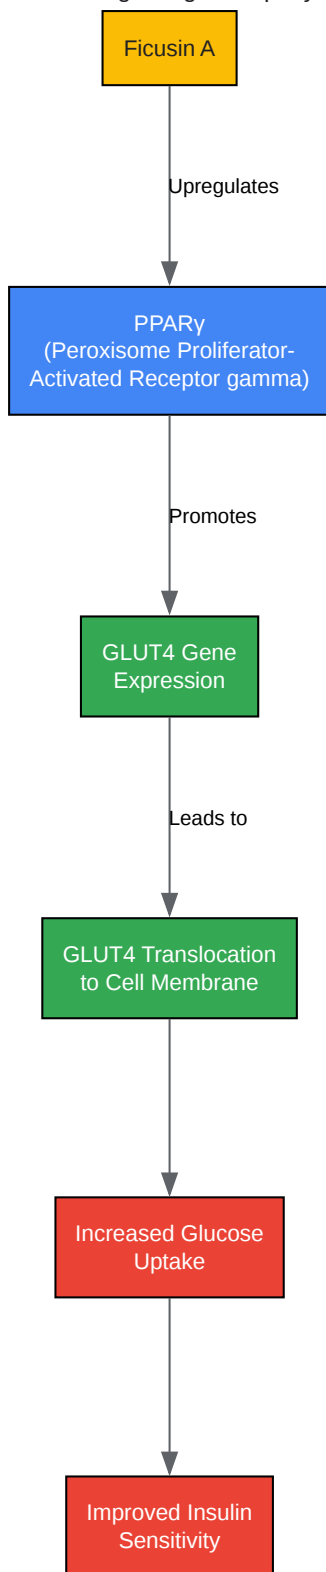 Ficusin A
Upregulates
PPARγ
(Peroxisome Proliferator-
Activated Receptor gamma)
Promotes
GLUT4 Gene
Expression
Leads to
GLUT4 Translocation
to Cell Membrane
Increased Glucose
Uptake
Improved Insulin
Sensitivity